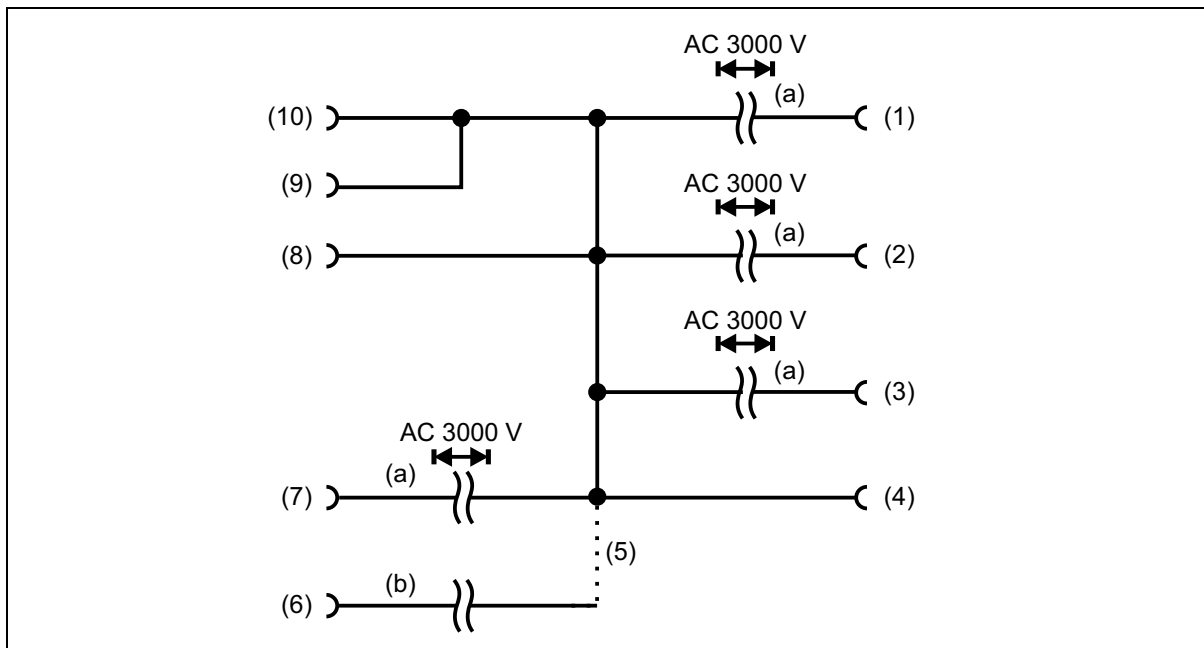 AC 3000 V
(10) (a) (1)
(9)
AC 3000 V
(8) (a) (2)
AC 3000 V
(a) (3)
AC 3000 V
(7) (a) (4)
(5)
(6) (b)